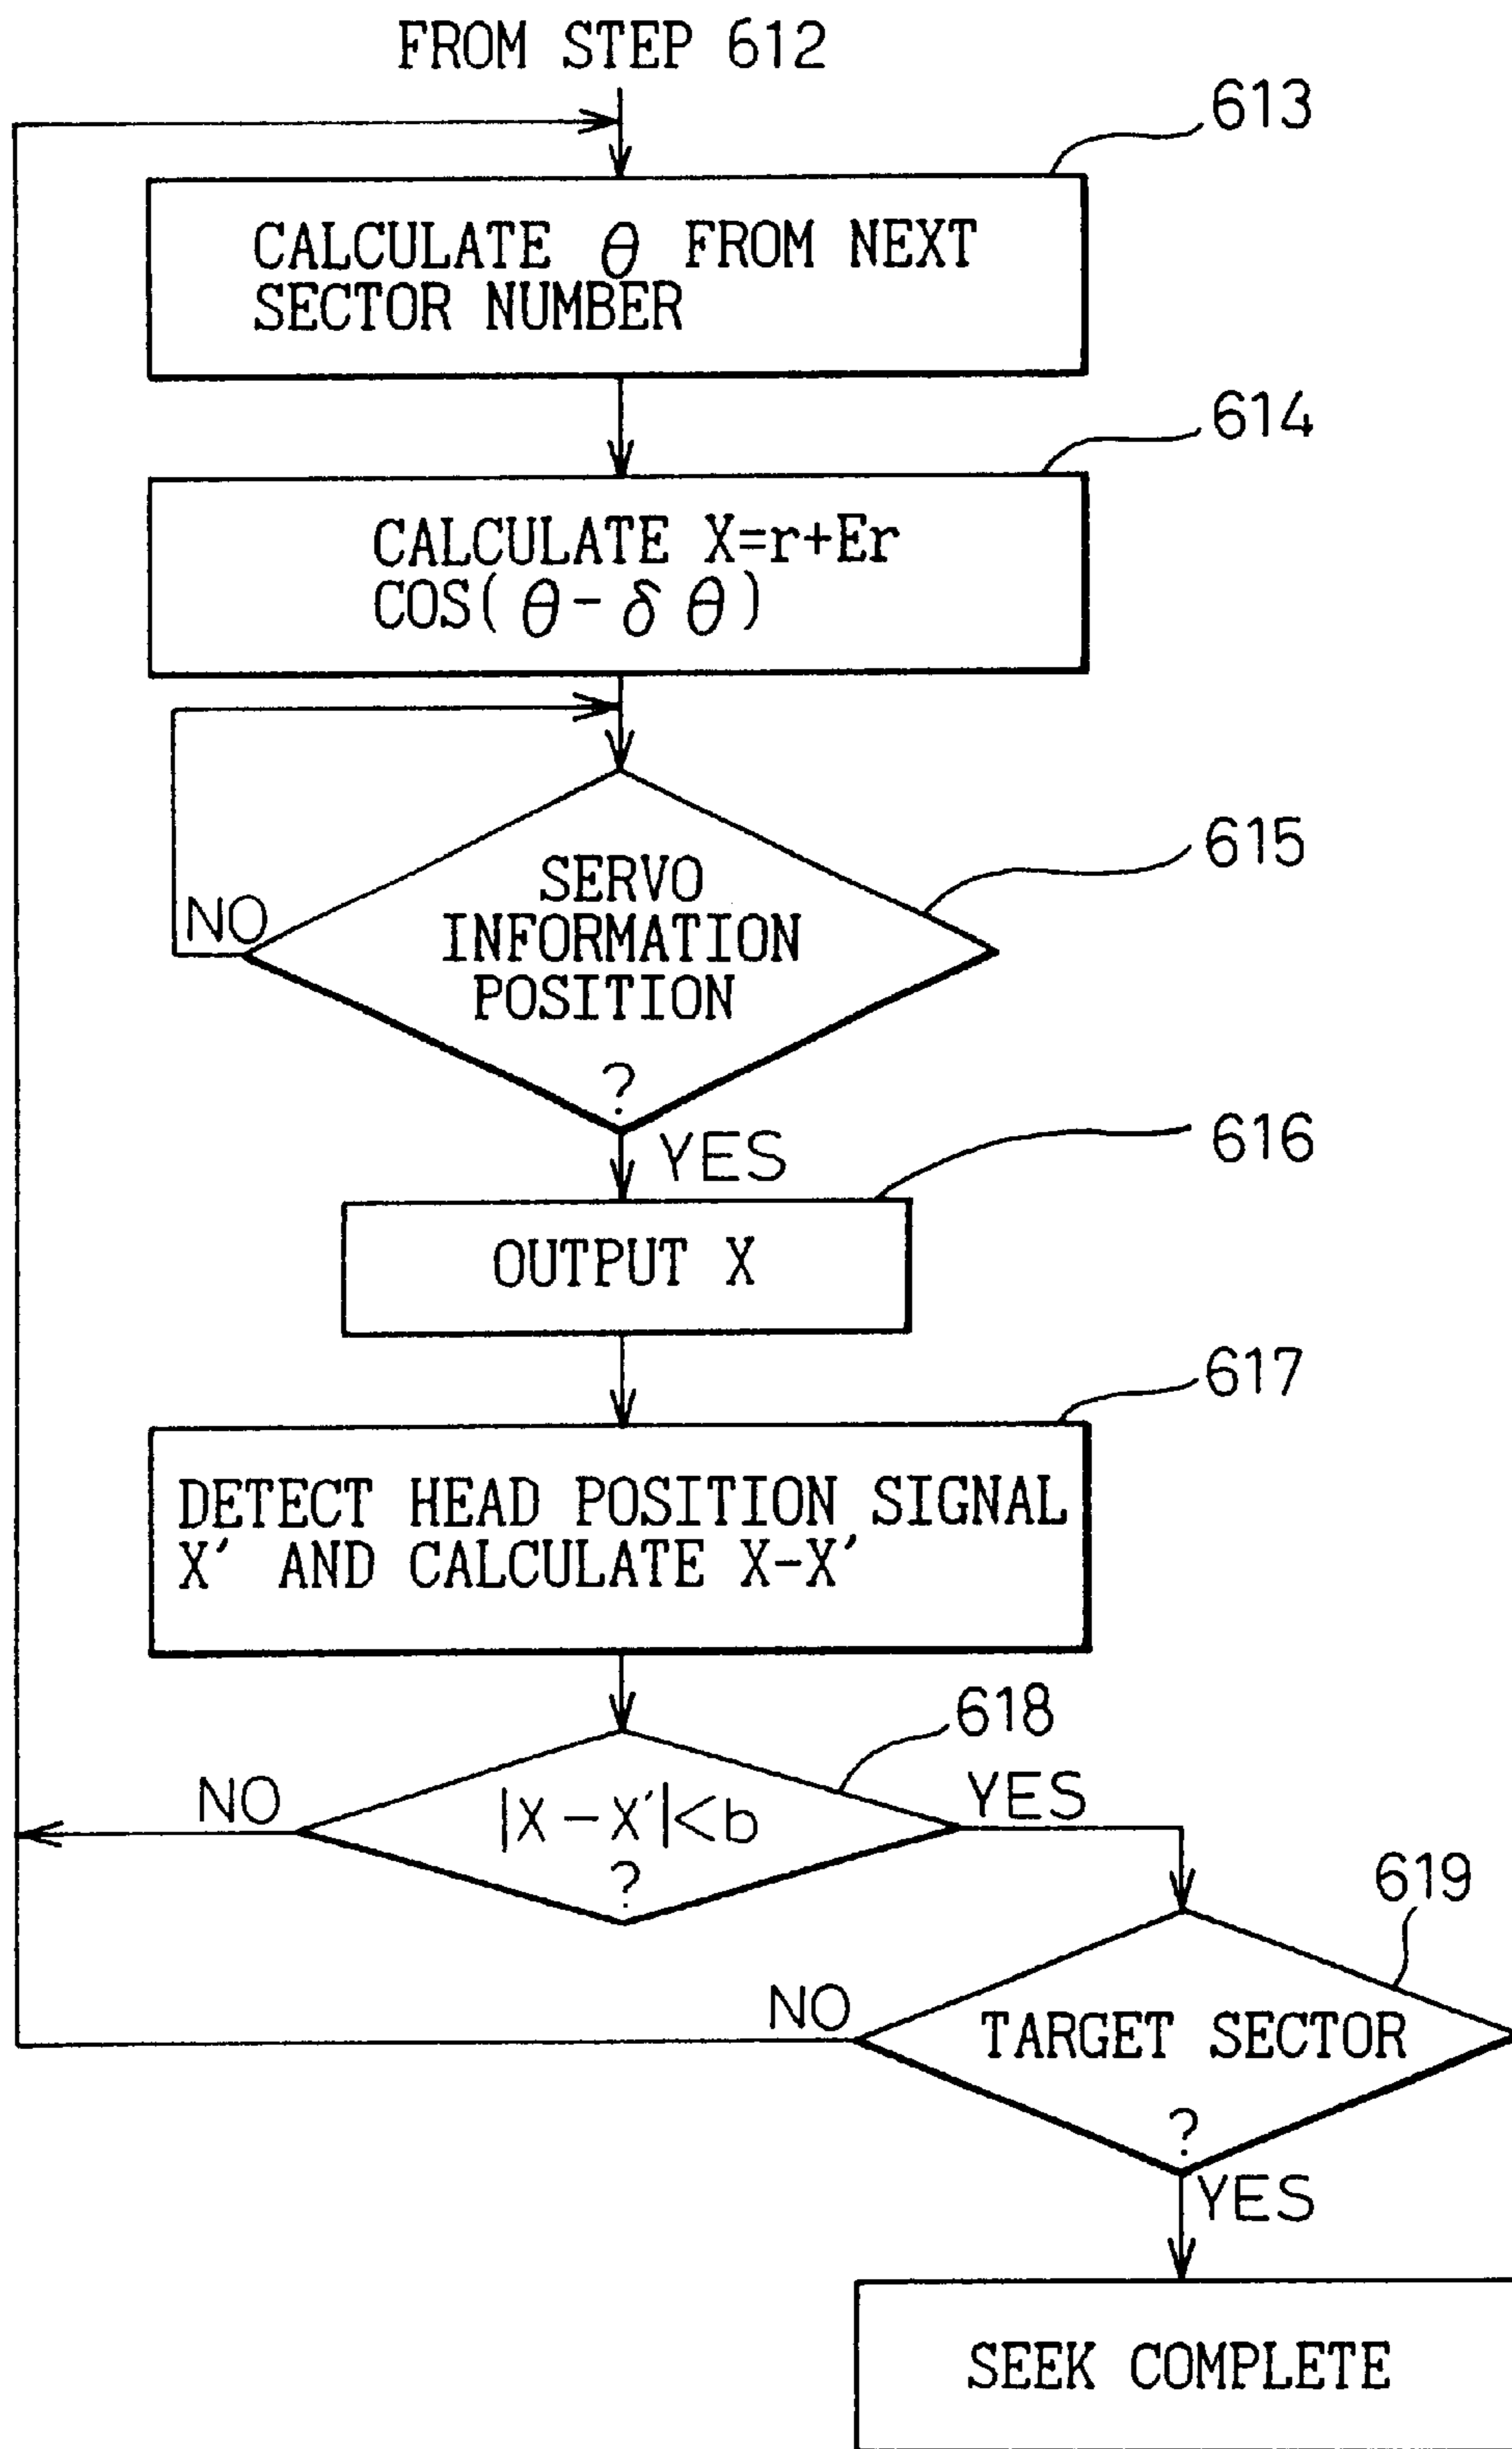 FROM STEP 612
613
CALCULATE θ FROM NEXT
SECTOR NUMBER
614
CALCULATE X=r+Er
COS(θ-δθ)
615
SERVO
INFORMATION
POSITION
?
NO
YES
616
OUTPUT X
617
DETECT HEAD POSITION SIGNAL
X' AND CALCULATE X-X'
618
NO
|X-X'|<b
?
YES
619
NO
TARGET SECTOR
?
YES
SEEK COMPLETE